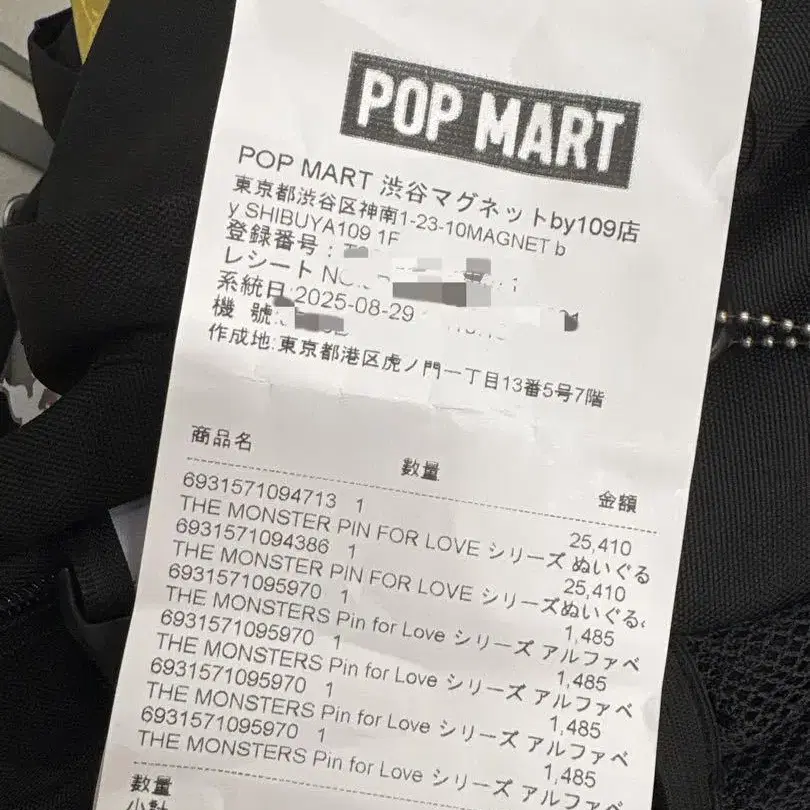 POP MART
POP MART 渋谷マグネットby109店
東京都渋谷区神南1-23-10MAGNET b
y SHIBUYA109 1F
登録番号:
レシート NO.:
系統日:2025-08-29
機 號:
作成地:東京都港区虎ノ門一丁目13番5号7階
商品名 数量 金額
6931571094713 1 25,410
THE MONSTER PIN FOR LOVE シリーズ ぬいぐる
6931571094386 1 25,410
THE MONSTER PIN FOR LOVE シリーズぬいぐる
6931571095970 1 1,485
THE MONSTERS Pin for Love シリーズ アルファベ
6931571095970 1 1,485
THE MONSTERS Pin for Love シリーズ アルファベ
6931571095970 1 1,485
THE MONSTERS Pin for Love シリーズ アルファベ
6931571095970 1 1,485
THE MONSTERS Pin for Love シリーズ アルファベ
数量
小計